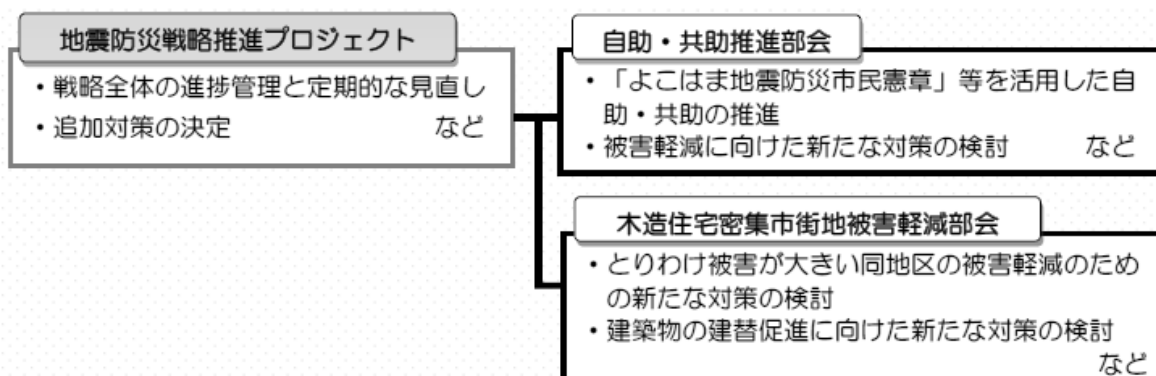 地震防災戦略推進プロジェクト
・戦略全体の進捗管理と定期的な見直し
・追加対策の決定 など
自助・共助推進部会
・「よこはま地震防災市民憲章」等を活用した自
助・共助の推進
・被害軽減に向けた新たな対策の検討 など
木造住宅密集市街地被害軽減部会
・とりわけ被害が大きい同地区の被害軽減のため
の新たな対策の検討
・建築物の建替促進に向けた新たな対策の検討
など